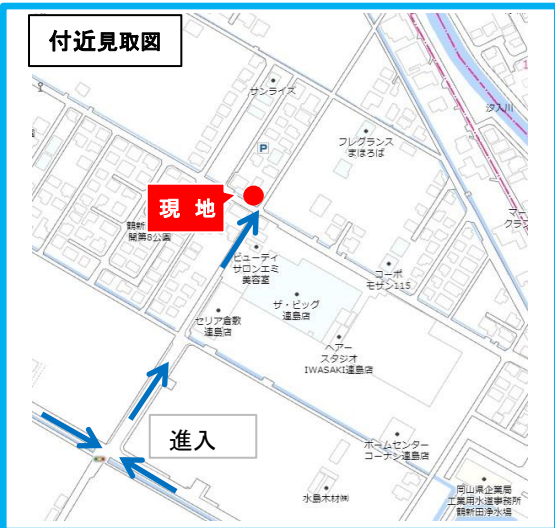 付近見取図
サンライズ
汐入川
P
フレグランス
まほろば
現 地
鶴新
開第8公園
ビューティ
サロンエミ
美容室
コーポ
モサン115
ザ・ビッグ
連島店
セリア倉敷
連島店
ヘアー
スタジオ
IWASAKI連島店
進入
ホームセンター
コーナン連島店
水島木材㈱
岡山県企業局
工業用水道事務所
鶴新田浄水場